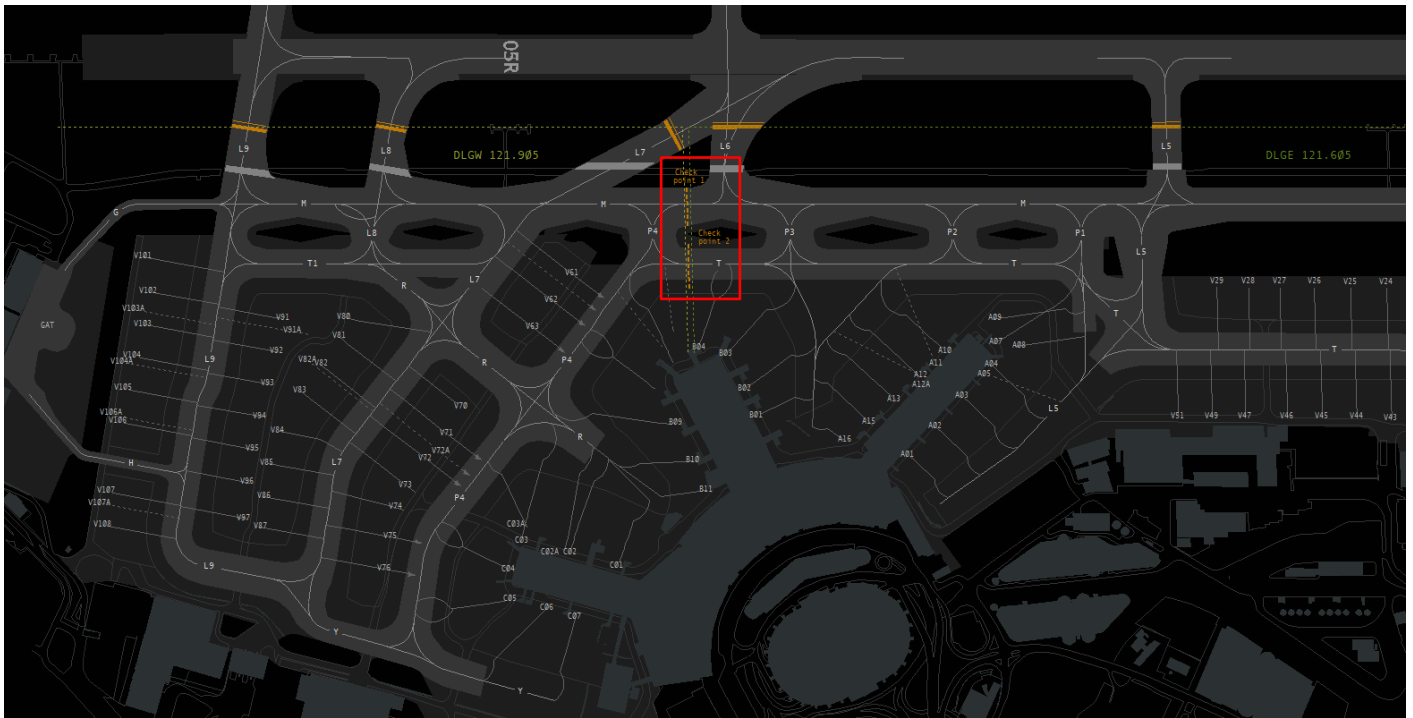 05R
L9
L8
DLGW 121.905
L7
L6
L5
DLGE 121.605
Check
point 1
G
M
M
M
P4
L8
Check
point 2
P3
P2
P1
L5
V101
T1
R
L7
V61
T
T
V29
V28
V27
V26
V25
V24
V102
V103A
V103
V91
V91A
V80
V81
V62
V63
A09
T
GAT
V104
V104A
L9
V92
V82A
V82
R
P4
B04
B03
A10
A07
A08
T
V105
V93
V83
A11
A04
A12
A05
A12A
V106A
V106
V94
V84
V70
B02
A13
A03
L5
V51
V49
V47
V46
V45
V44
V43
V71
R
B09
B01
A15
A02
A16
H
V95
V85
L7
V72A
V72
B10
A01
V107
V96
V73
V107A
V86
P4
B11
V108
V97
V87
V74
C03A
C03
V75
C02A
C02
L9
V76
C04
C01
C05
C06
C07
Y
Y